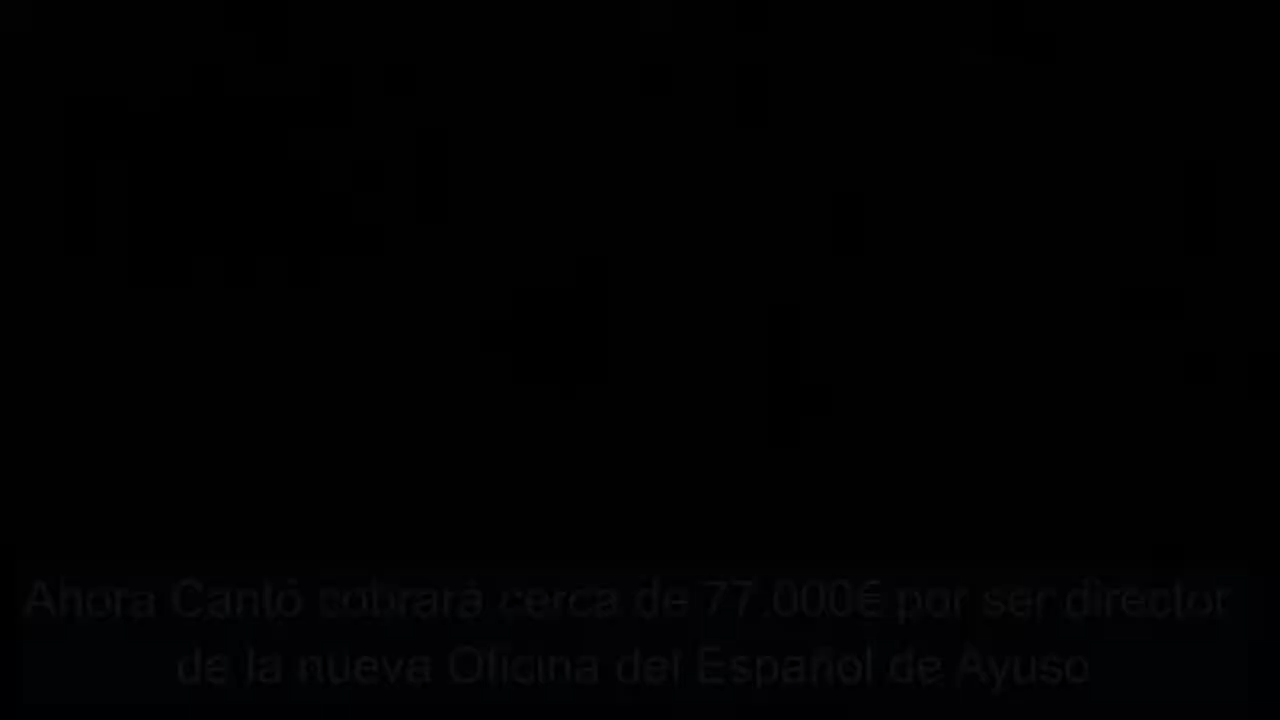 Ahora Cantó cobrará cerca de 77.000€ por ser director
de la nueva Oficina del Español de Ayuso